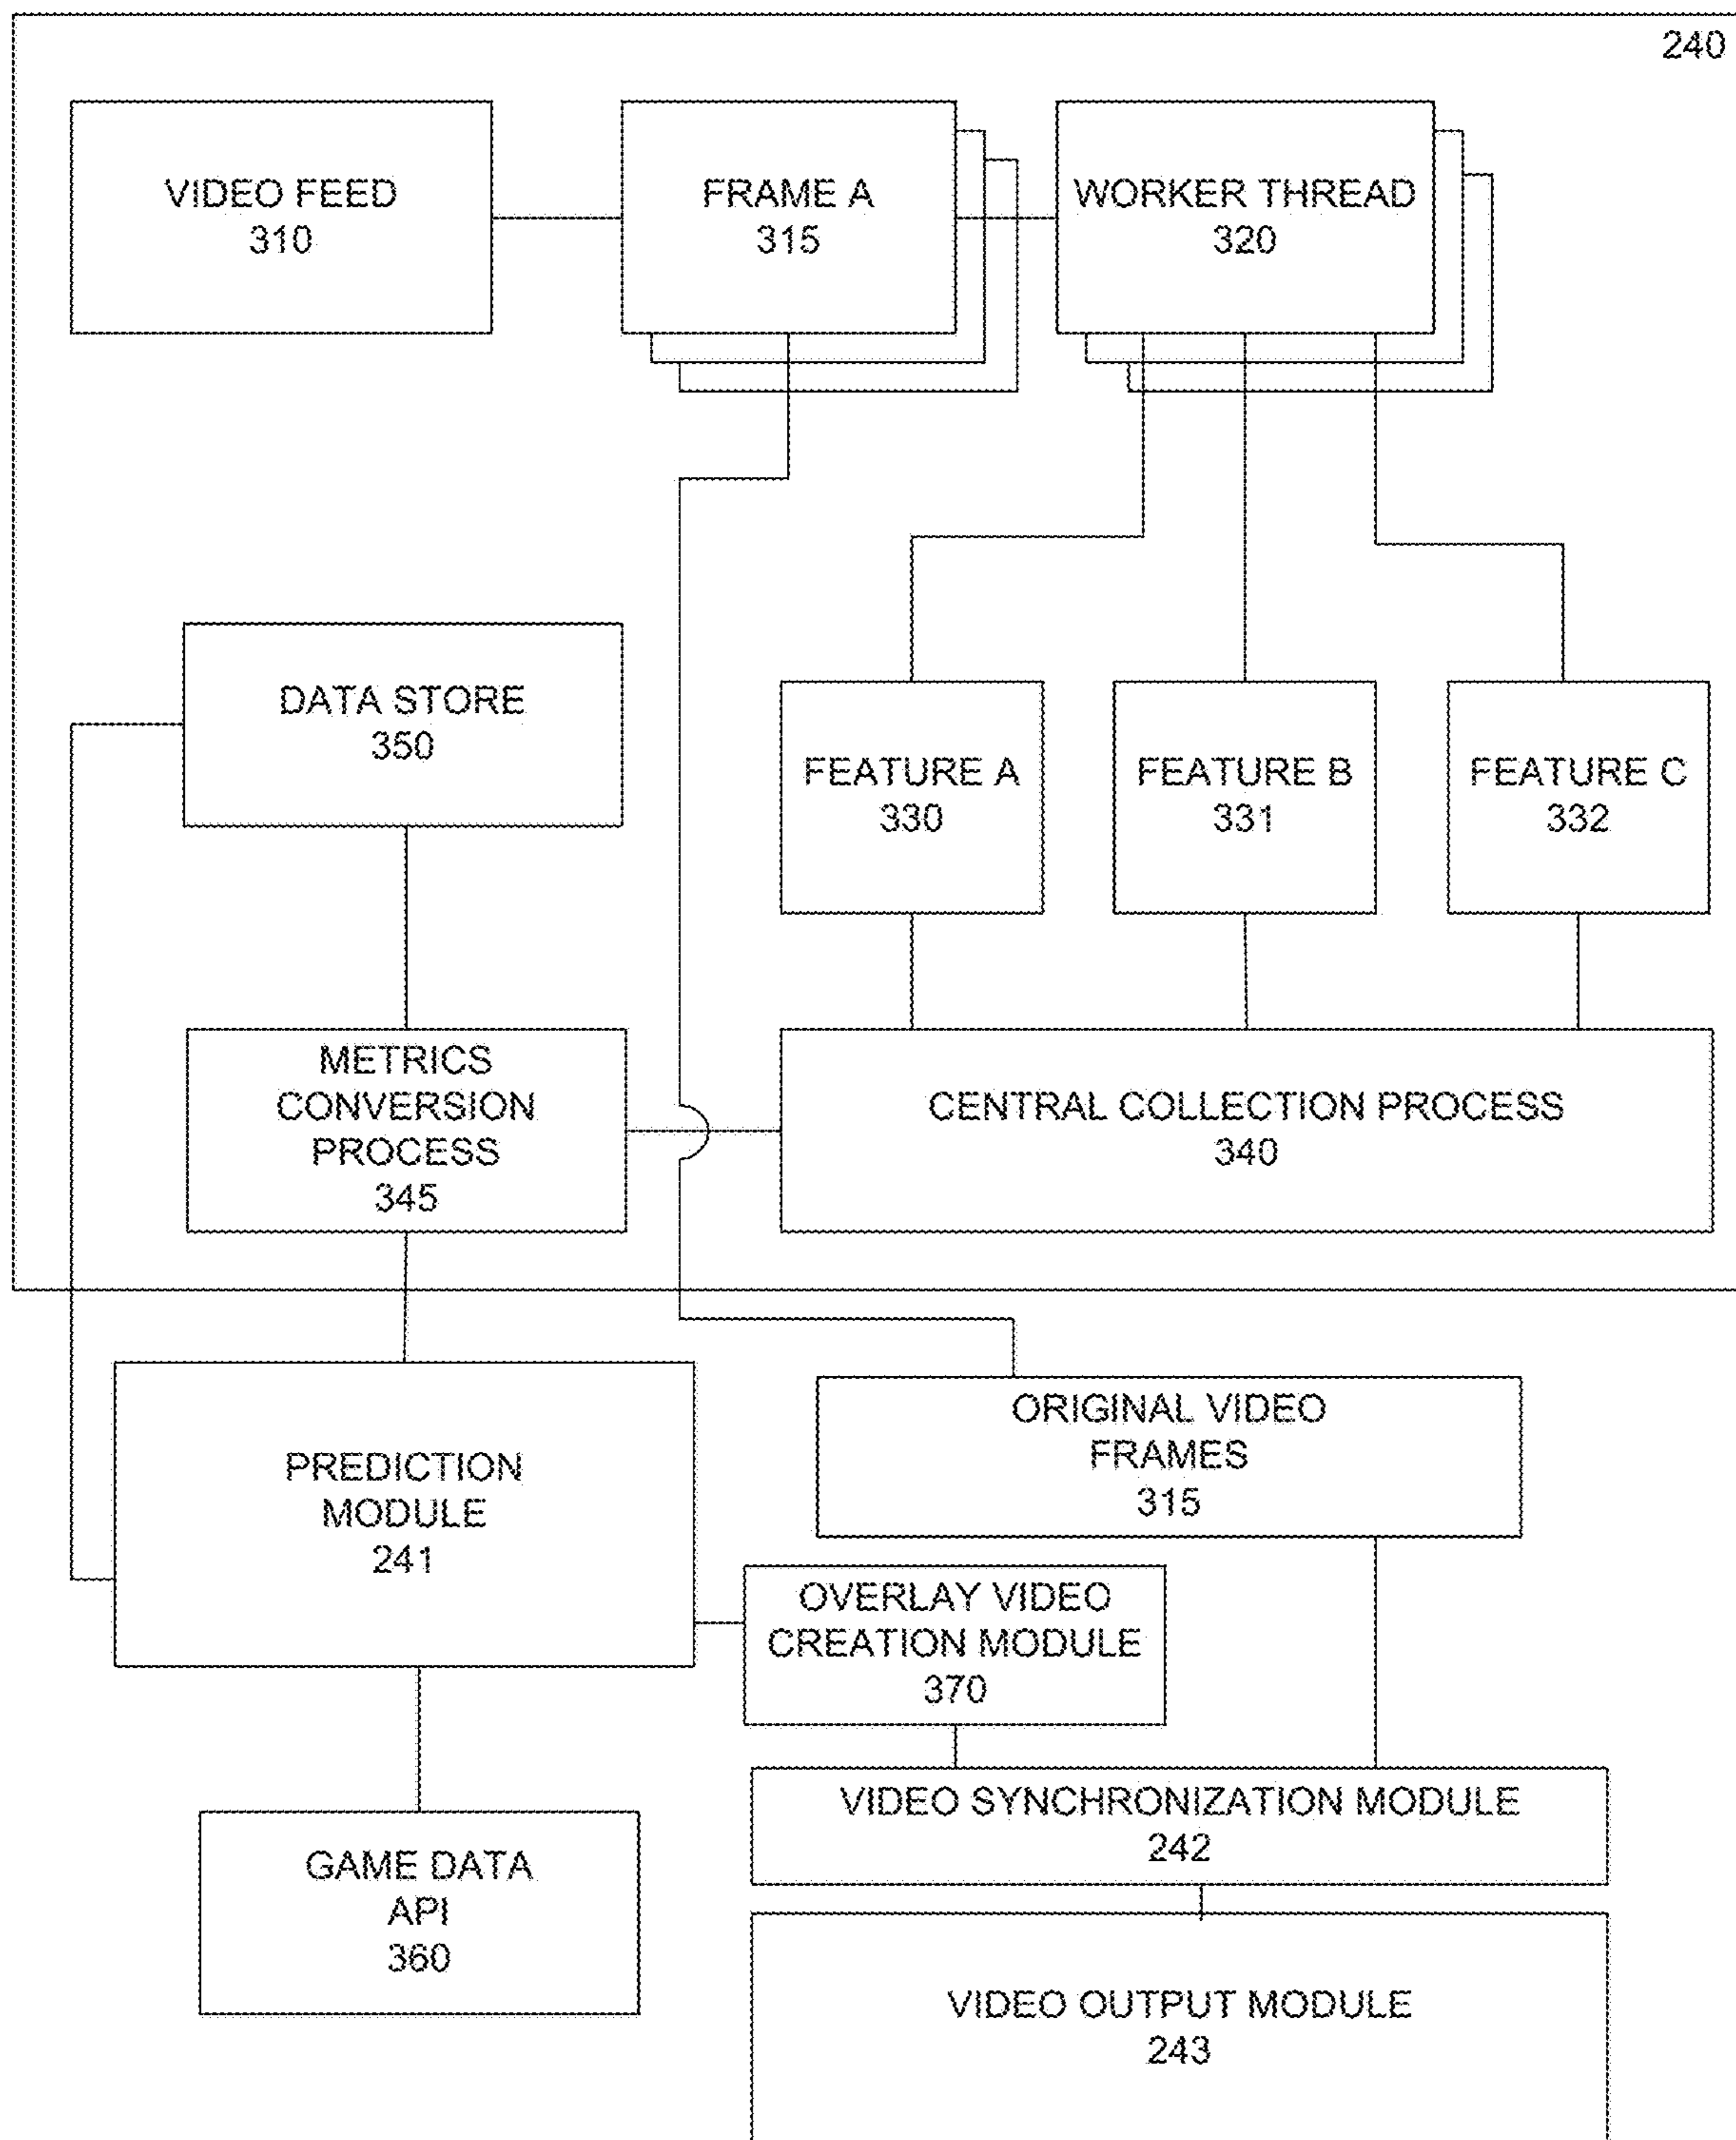 240
VIDEO FEED
310
FRAME A
315
WORKER THREAD
320
DATA STORE
350
FEATURE A
330
FEATURE B
331
FEATURE C
332
METRICS
CONVERSION
PROCESS
345
CENTRAL COLLECTION PROCESS
340
PREDICTION
MODULE
241
ORIGINAL VIDEO
FRAMES
315
OVERLAY VIDEO
CREATION MODULE
370
VIDEO SYNCHRONIZATION MODULE
242
GAME DATA
API
360
VIDEO OUTPUT MODULE
243